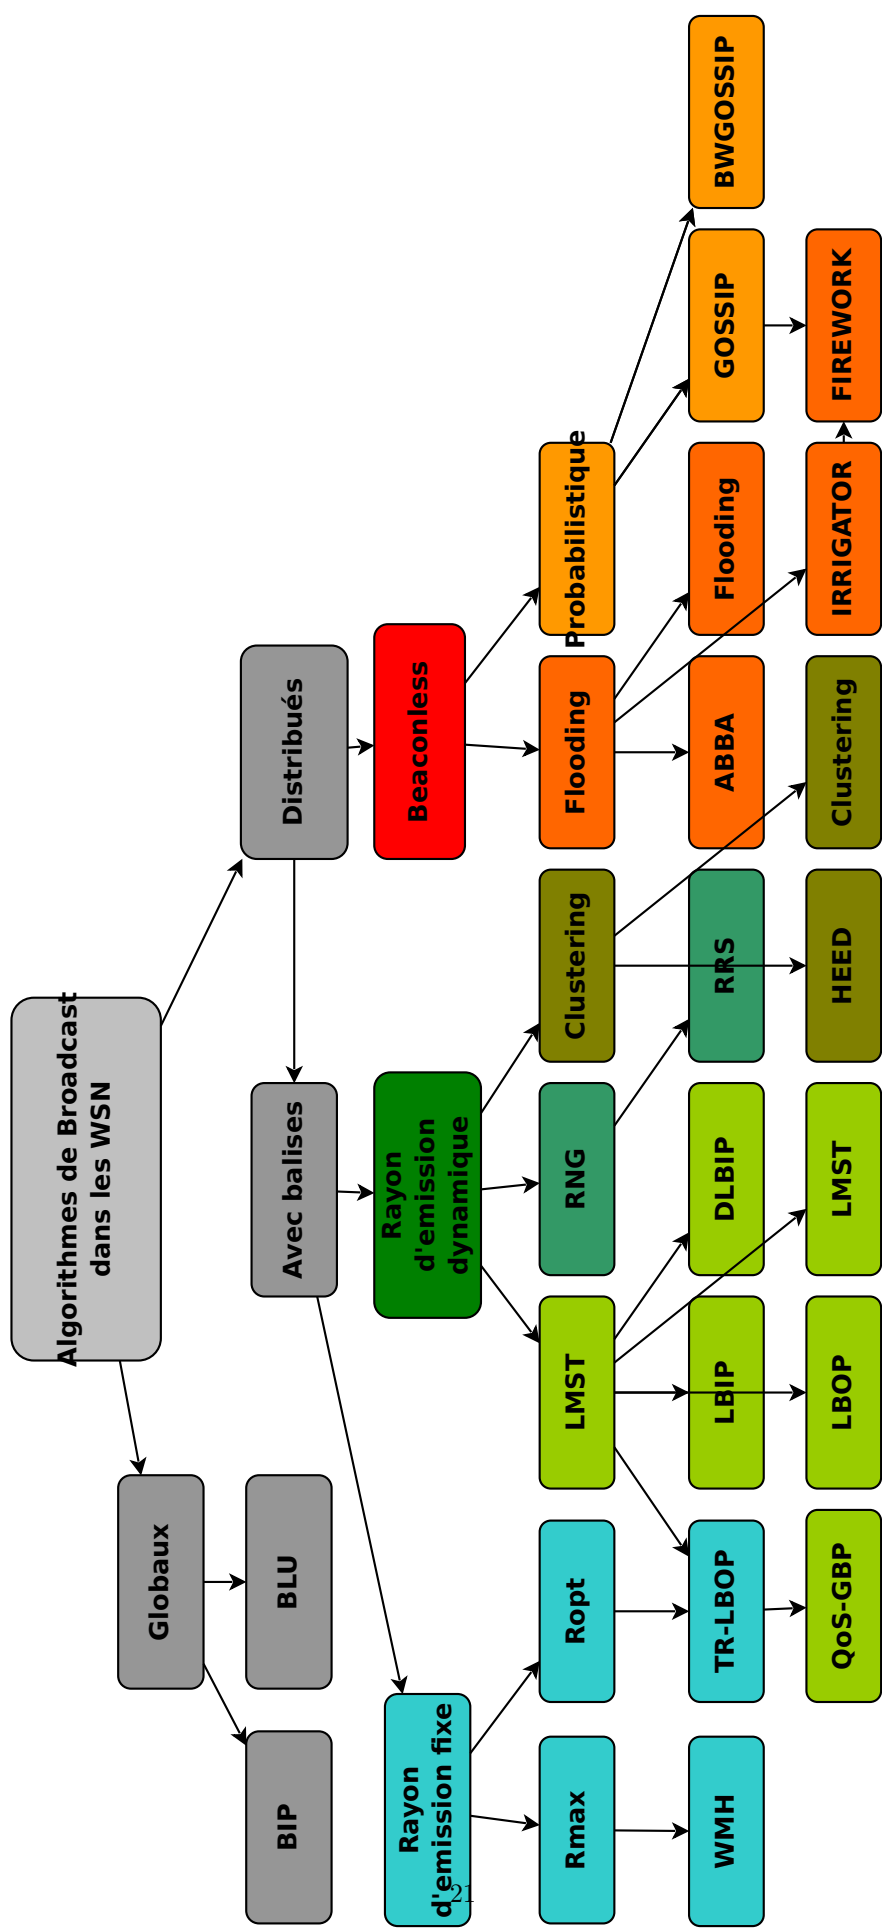 Algorithmes de Broadcast
dans les WSN
Globaux
Distribués
BIP
BLU
Avec balises
Beaconless
Rayon
d'emission fixe
Rayon
d'emission
dynamique
Rmax
Ropt
LMST
RNG
Clustering
Flooding
Probabilistique
WMH
TR-LBOP
LBIP
DLBIP
RRS
ABBA
Flooding
GOSSIP
BWGOSSIP
QoS-GBP
LBOP
LMST
HEED
Clustering
IRRIGATOR
FIREWORK
21